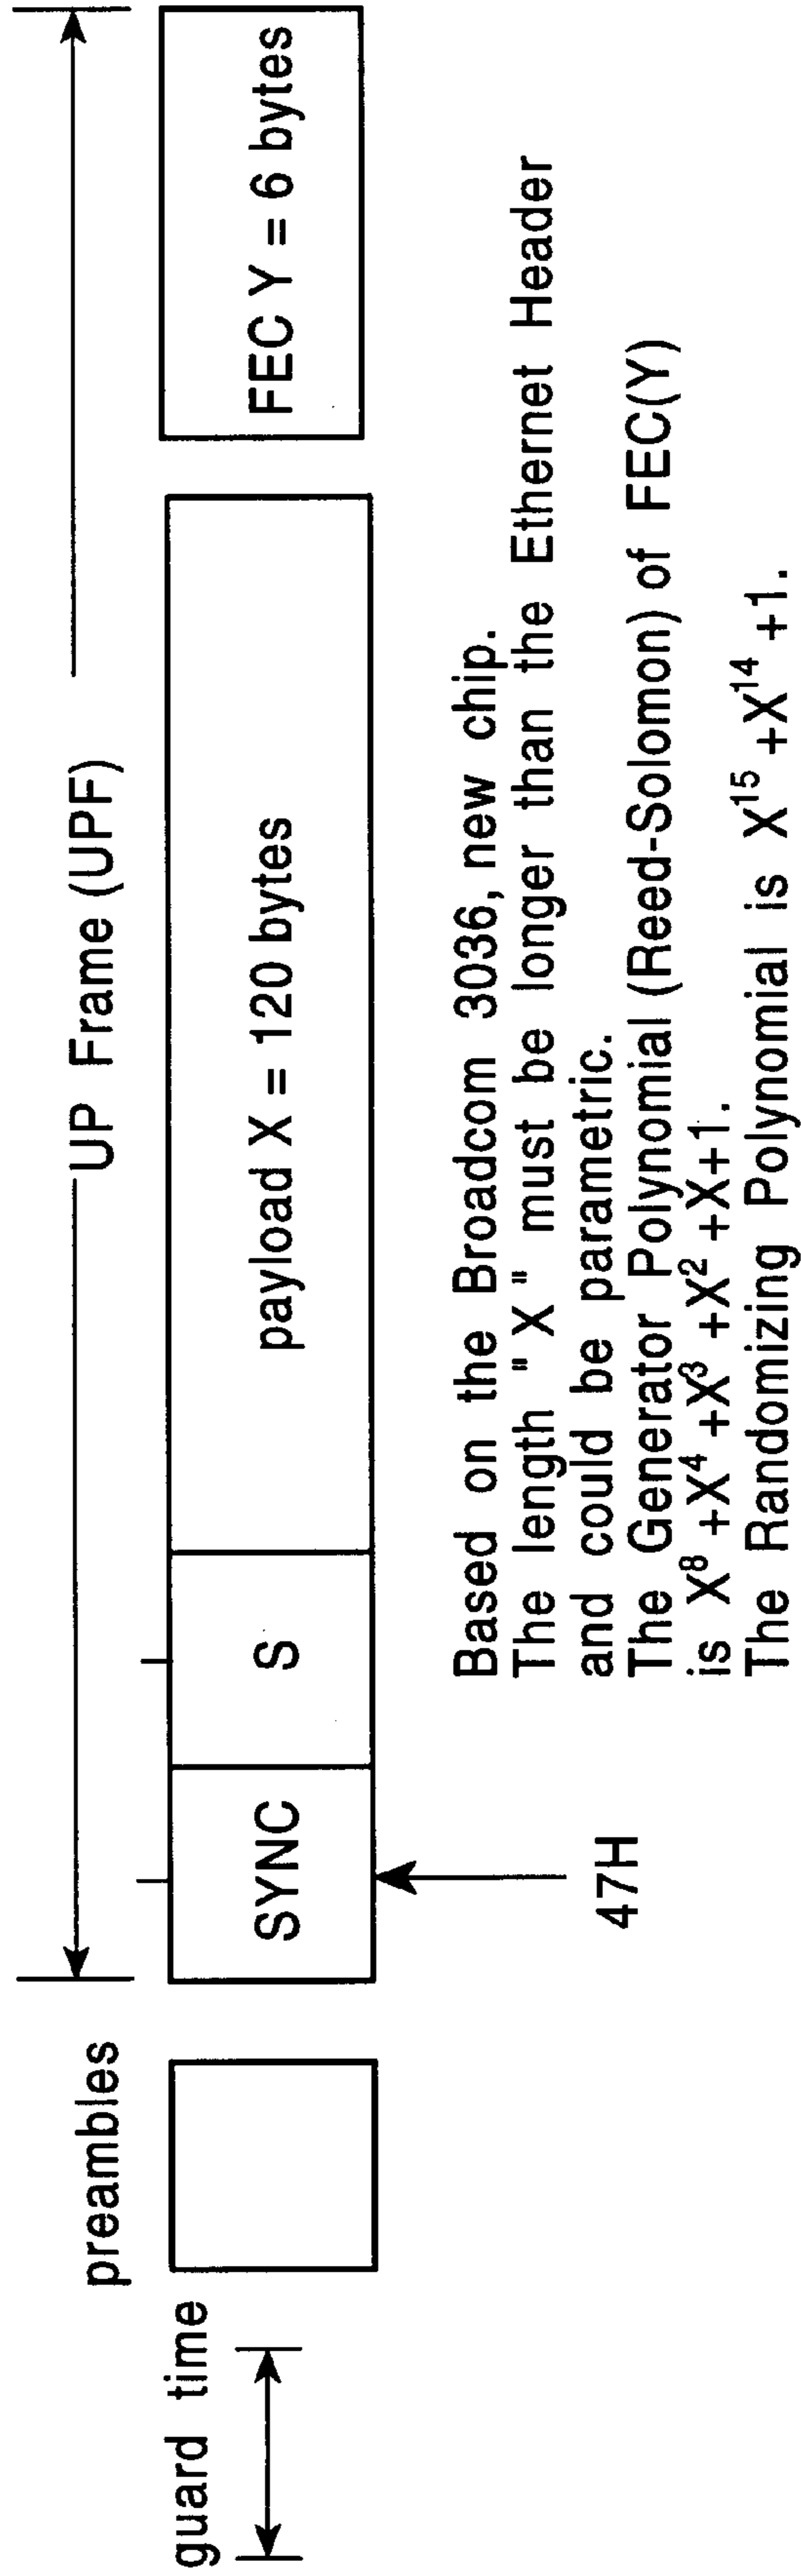 UP Frame (UPF)
preambles
guard time
SYNC
S
payload X = 120 bytes
FEC Y = 6 bytes
47H
Based on the Broadcom 3036, new chip.
The length "X" must be longer than the Ethernet Header
and could be parametric.
The Generator Polynomial (Reed-Solomon) of FEC(Y)
is X⁸ +X⁴ +X³ +X² +X+1.
The Randomizing Polynomial is X¹⁵ +X¹⁴ +1.